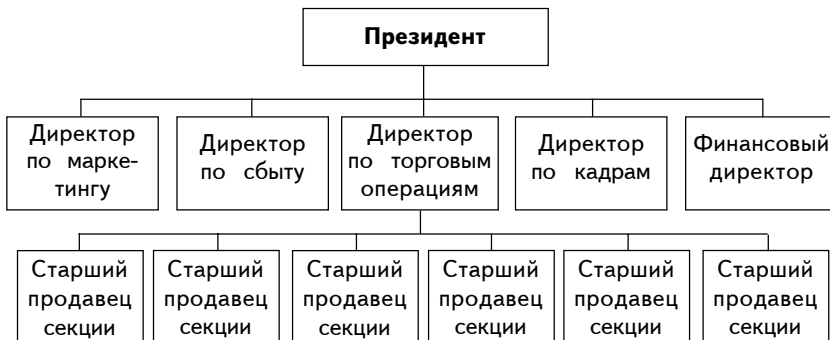 Президент
Директор
по марке-
тингу
Директор
по сбыту
Директор
по торговым
операциям
Директор
по кадрам
Финансовый
директор
Старший
продавец
секции
Старший
продавец
секции
Старший
продавец
секции
Старший
продавец
секции
Старший
продавец
секции
Старший
продавец
секции